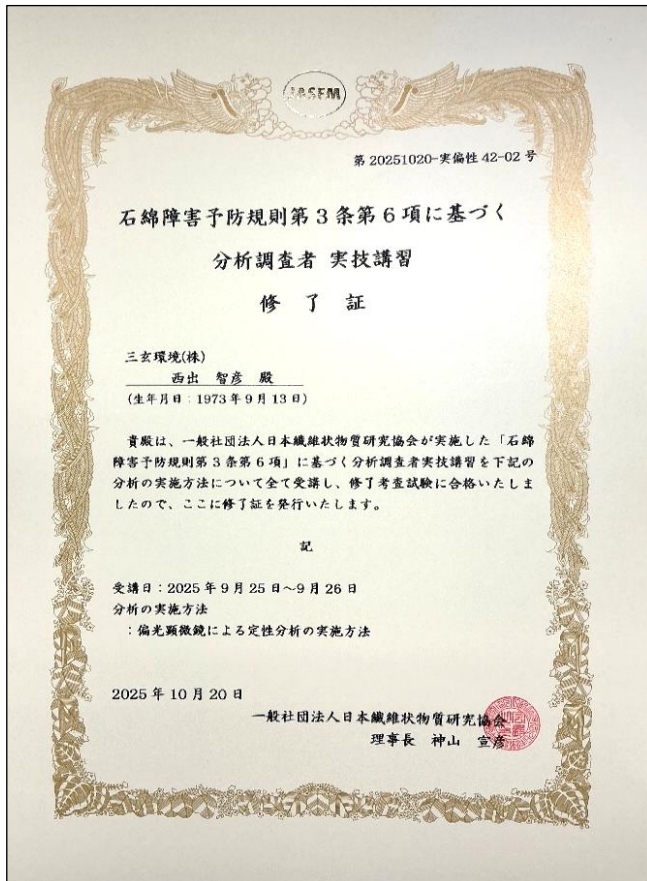 JASFM
第 20251020-実偏性 42-02 号
石綿障害予防規則第 3 条第 6 項に基づく
分析調査者 実技講習
修 了 証
三玄環境(株)
西出 智彦 殿
(生年月日：1973 年 9 月 13 日)
貴殿は、一般社団法人日本繊維状物質研究協会が実施した「石綿
障害予防規則第 3 条第 6 項」に基づく分析調査者実技講習を下記の
分析の実施方法について全て受講し、修了考査試験に合格いたしま
したので、ここに修了証を発行いたします。
記
受講日：2025 年 9 月 25 日～9 月 26 日
分析の実施方法
：偏光顕微鏡による定性分析の実施方法
2025 年 10 月 20 日
一般社団法人日本繊維状物質研究協会
理事長 神山 宣彦